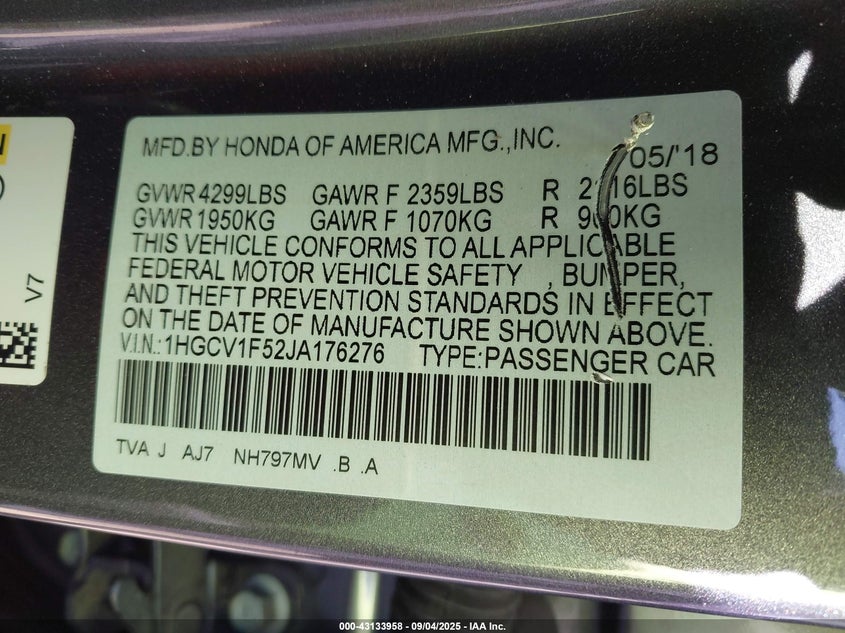 MFD.BY HONDA OF AMERICA MFG.,INC. 05/'18
GVWR 4299LBS GAWR F 2359LBS R
GVWR 1950KG GAWR F 1070KG R
THIS VEHICLE CONFORMS TO ALL APPLICABLE
FEDERAL MOTOR VEHICLE SAFETY , BUMPER,
AND THEFT PREVENTION STANDARDS IN EFFECT
ON THE DATE OF MANUFACTURE SHOWN ABOVE.
V.I.N.:1HGCV1F52JA176276 TYPE:PASSENGER CAR
TVA J AJ7 NH797MV .B .A
V7
000-43133958 - 09/04/2025 - IAA Inc.